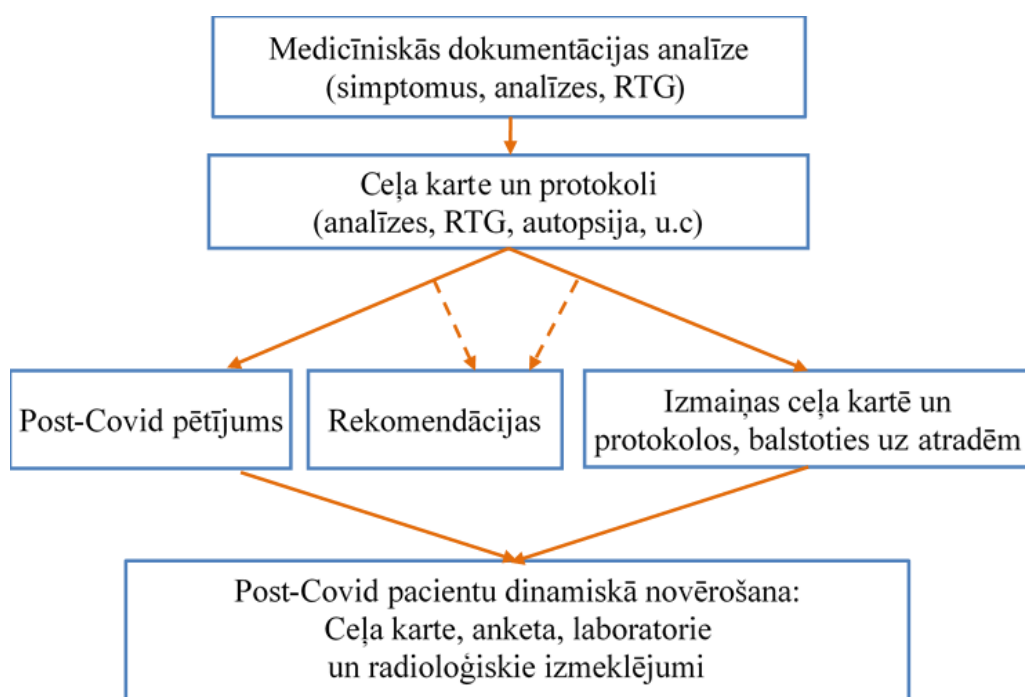 Medicīniskās dokumentācijas analīze
(simptomus, analīzes, RTG)
Ceļa karte un protokoli
(analīzes, RTG, autopsija, u.c)
Post-Covid pētījums
Rekomendācijas
Izmaiņas ceļa kartē un
protokolos, balstoties uz atradēm
Post-Covid pacientu dinamiskā novērošana:
Ceļa karte, anketa, laboratorie
un radioloģiskie izmeklējumi